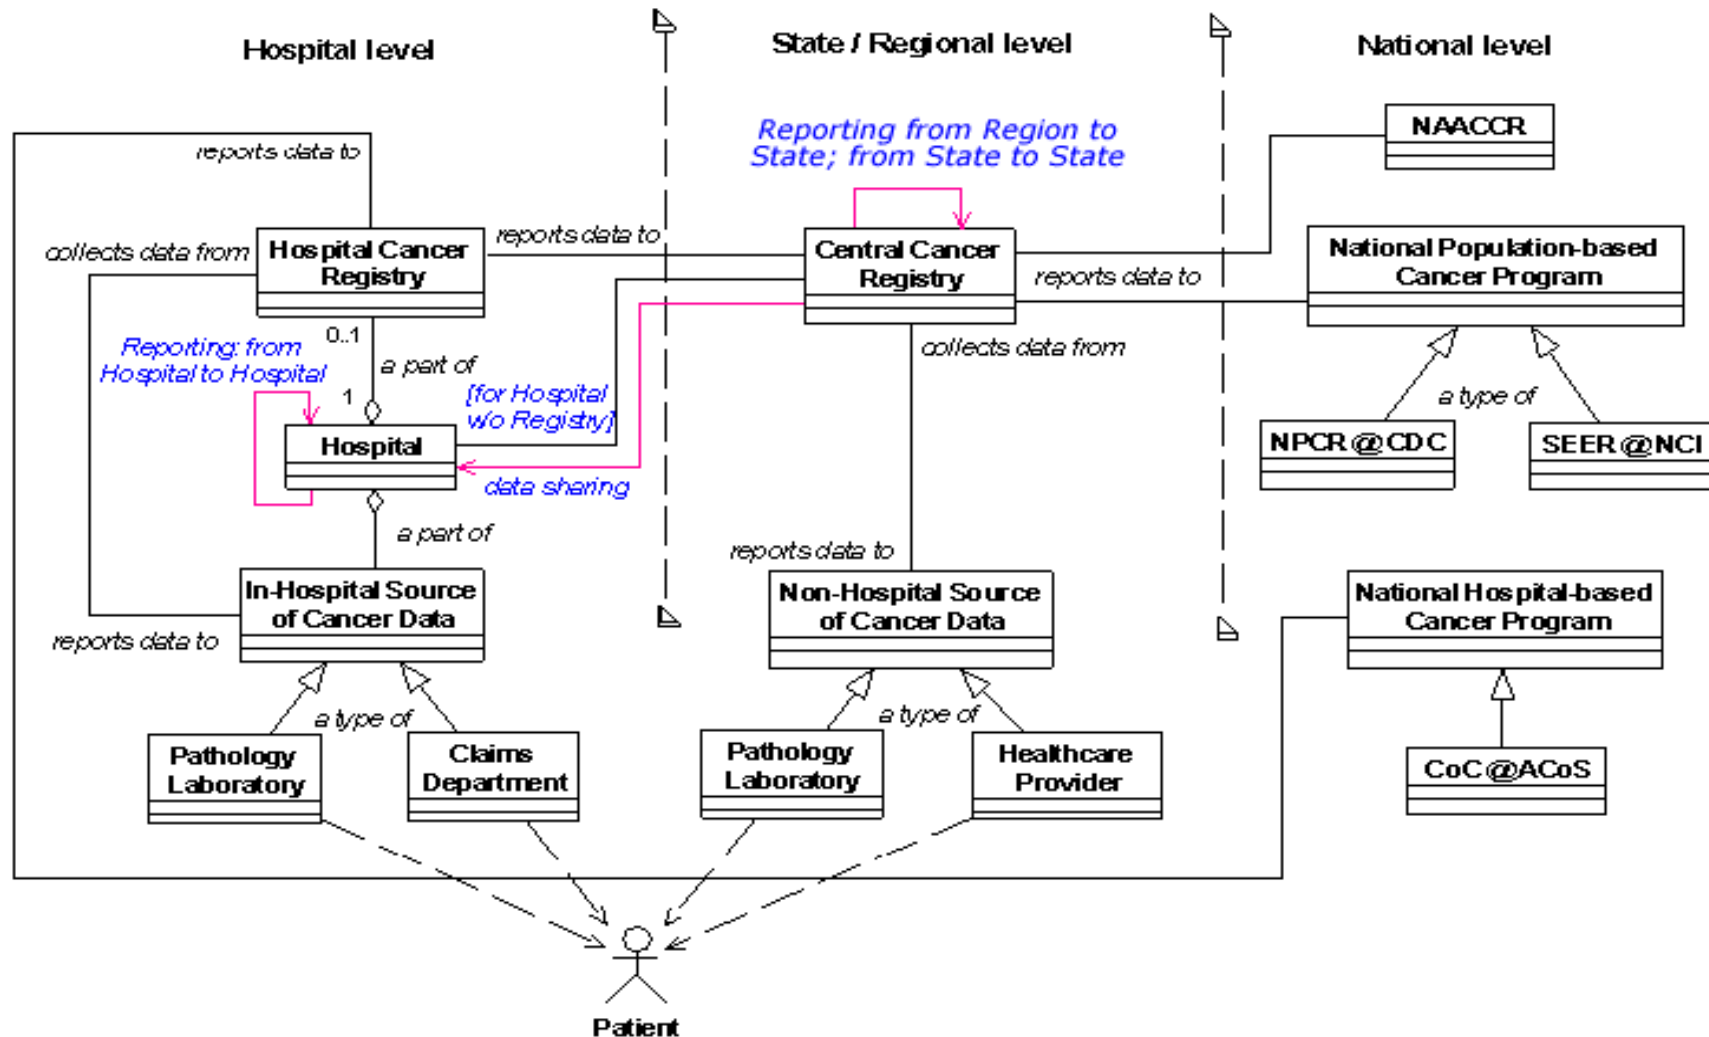 Hospital level
State / Regional level
National level
reports data to
Reporting from Region to
State; from State to State
NAACCR
collects data from
Hospital Cancer
Registry
reports data to
Central Cancer
Registry
reports data to
National Population-based
Cancer Program
0..1
Reporting: from
Hospital to Hospital
a part of
1
[for Hospital
w/o Registry]
collects data from
a type of
Hospital
NPCR@CDC
SEER@NCI
data sharing
a part of
reports data to
In-Hospital Source
of Cancer Data
Non-Hospital Source
of Cancer Data
National Hospital-based
Cancer Program
reports data to
a type of
a type of
Pathology
Laboratory
Claims
Department
Pathology
Laboratory
Healthcare
Provider
CoC@ACoS
Patient